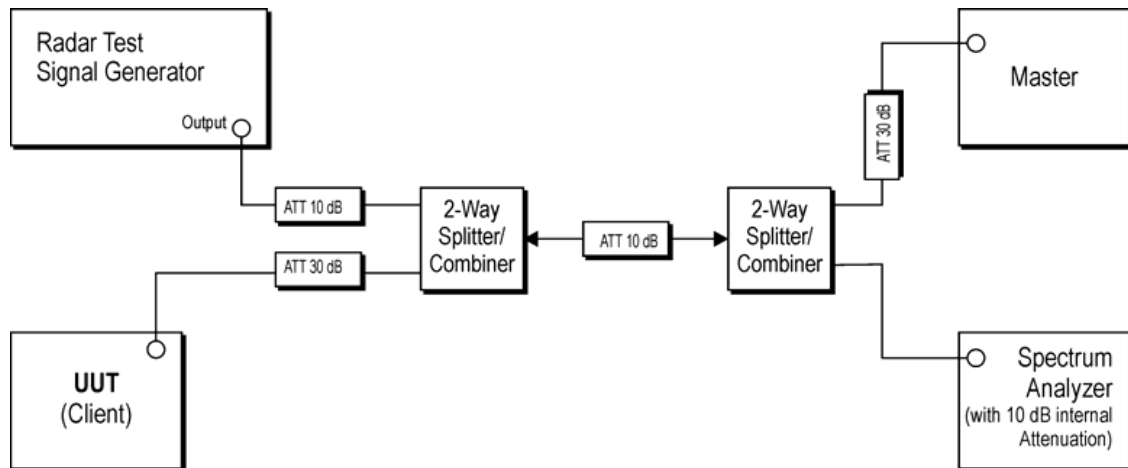 Radar Test
Signal Generator
Output
ATT 10 dB
ATT 30 dB
UUT
(Client)
2-Way
Splitter/
Combiner
ATT 10 dB
2-Way
Splitter/
Combiner
ATT 30 dB
Master
Spectrum
Analyzer
(with 10 dB internal
Attenuation)